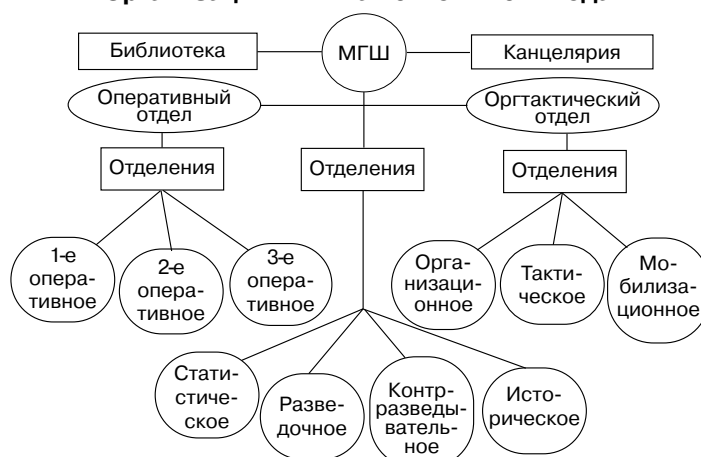 Библиотека
МГШ
Канцелярия
Оперативный
отдел
Оргтактический
отдел
Отделения
Отделения
Отделения
1-е
опера-
тивное
2-е
опера-
тивное
3-е
опера-
тивное
Орга-
низаци-
онное
Такти-
ческое
Мо-
билиза-
ционное
Стати-
стиче-
ское
Разве-
дочное
Контр-
разведы-
ватель-
ное
Исто-
рическое